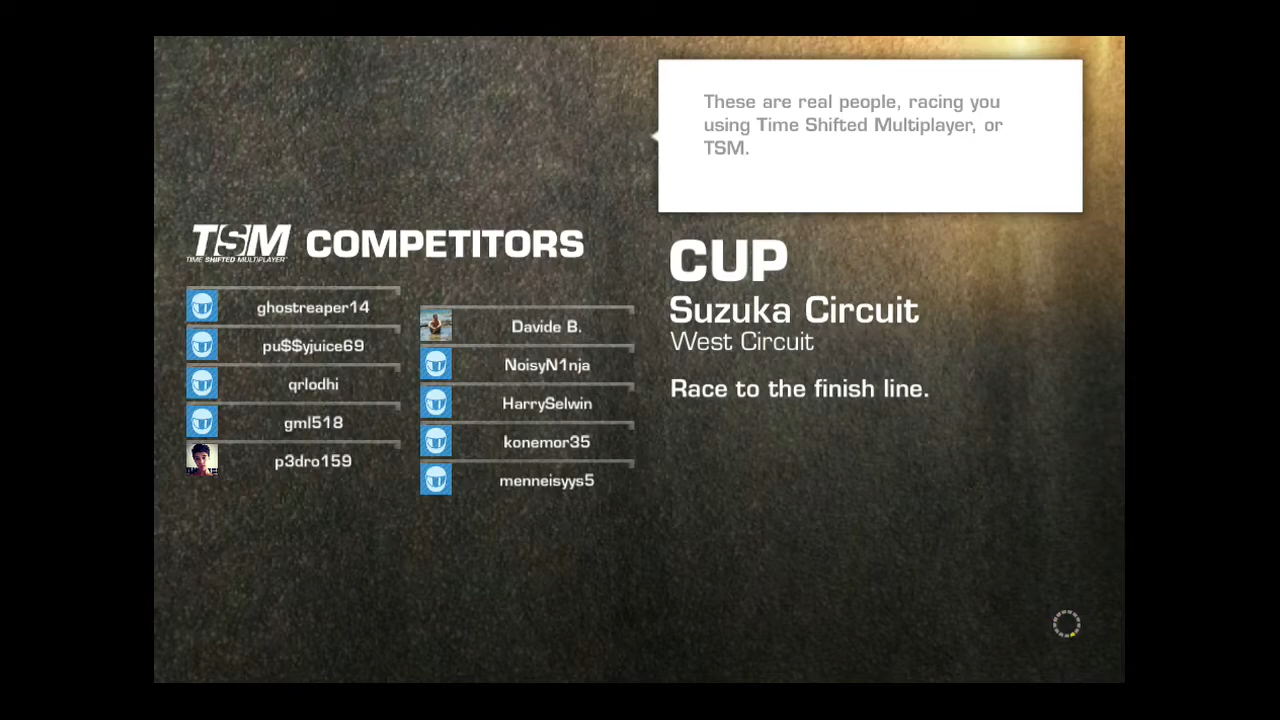 These are real people, racing you
using Time Shifted Multiplayer, or
TSM.
TSM COMPETITORS
TIME SHIFTED MULTIPLAYER
ghostreaper14
pu$$yjuice69
qrlodhi
gml518
p3dro159
Davide B.
NoisyN1nja
HarrySelwin
konemor35
menneisyys5
CUP
Suzuka Circuit
West Circuit
Race to the finish line.